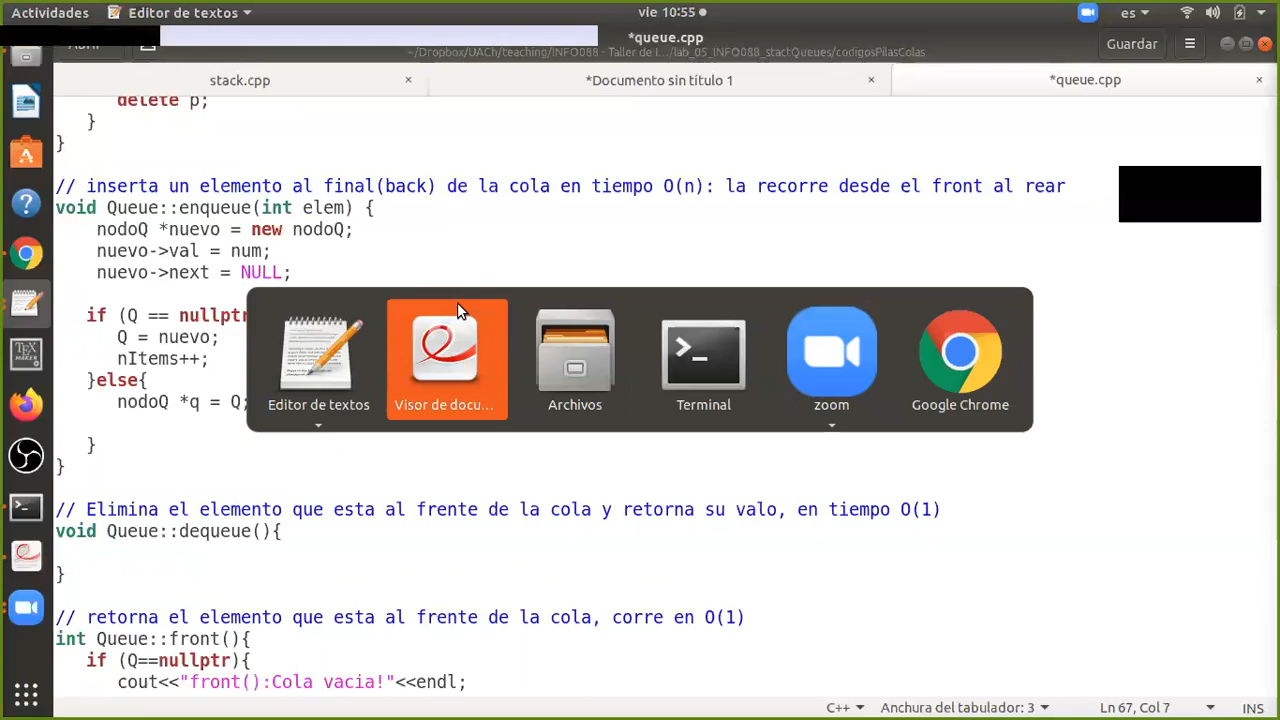 Actividades Editor de textos vie 10:55 es
*queue.cpp
~/Dropbox/UACh/teaching/INFO088 - Taller de I.../lab_05_INFO088_stactQueues/codigosPilasColas
Guardar
stack.cpp × *Documento sin título 1 × *queue.cpp ×
delete p;
}
}
// inserta un elemento al final(back) de la cola en tiempo O(n): la recorre desde el front al rear
void Queue::enqueue(int elem) {
nodoQ *nuevo = new nodoQ;
nuevo->val = num;
nuevo->next = NULL;
if (Q == nullptr
Q = nuevo;
nItems++;
}else{
nodoQ *q = Q;
Editor de textos Visor de docu... Archivos Terminal zoom Google Chrome
}
}
// Elimina el elemento que esta al frente de la cola y retorna su valo, en tiempo O(1)
void Queue::dequeue(){
}
// retorna el elemento que esta al frente de la cola, corre en O(1)
int Queue::front(){
if (Q==nullptr){
cout<<"front():Cola vacia!"<<endl;
C++ Anchura del tabulador: 3 Ln 67, Col 7 INS